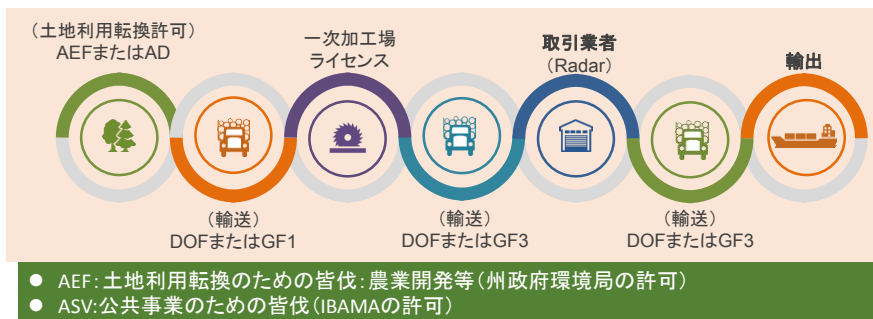 （土地利用転換許可）
AEFまたはAD
一次加工場
ライセンス
取引業者
（Radar）
輸出
（輸送）
DOFまたはGF1
（輸送）
DOFまたはGF3
（輸送）
DOFまたはGF3
● AEF：土地利用転換のための皆伐：農業開発等（州政府環境局の許可）
● ASV:公共事業のための皆伐（IBAMAの許可）